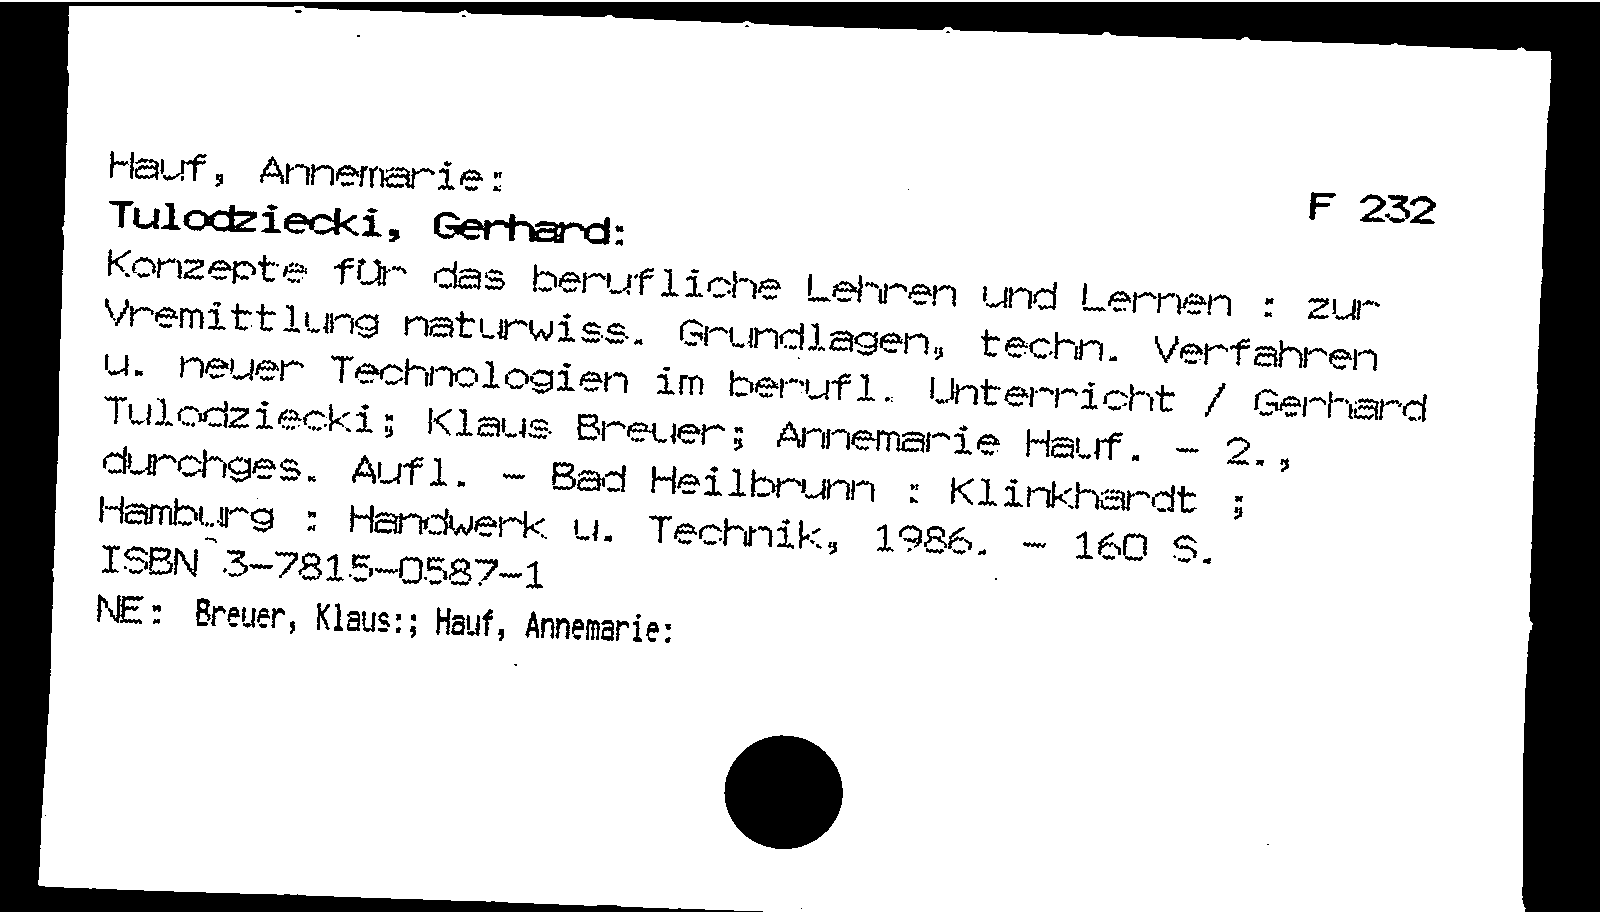 Hauf, Annemarie:
F 232
Tulodziecki, Gerhard:
Konzepte für das berufliche Lehren und Lernen : zur
Vremittlung naturwiss. Grundlagen, techn. Verfahren
u. neuer Technologien im berufl. Unterricht / Gerhard
Tulodziecki; Klaus Breuer; Annemarie Hauf. - 2.,
durchges. Aufl. - Bad Heilbrunn : Klinkhardt ;
Hamburg : Handwerk u. Technik, 1986. - 160 S.
ISBN 3-7815-0587-1
NE: Breuer, Klaus:; Hauf, Annemarie: